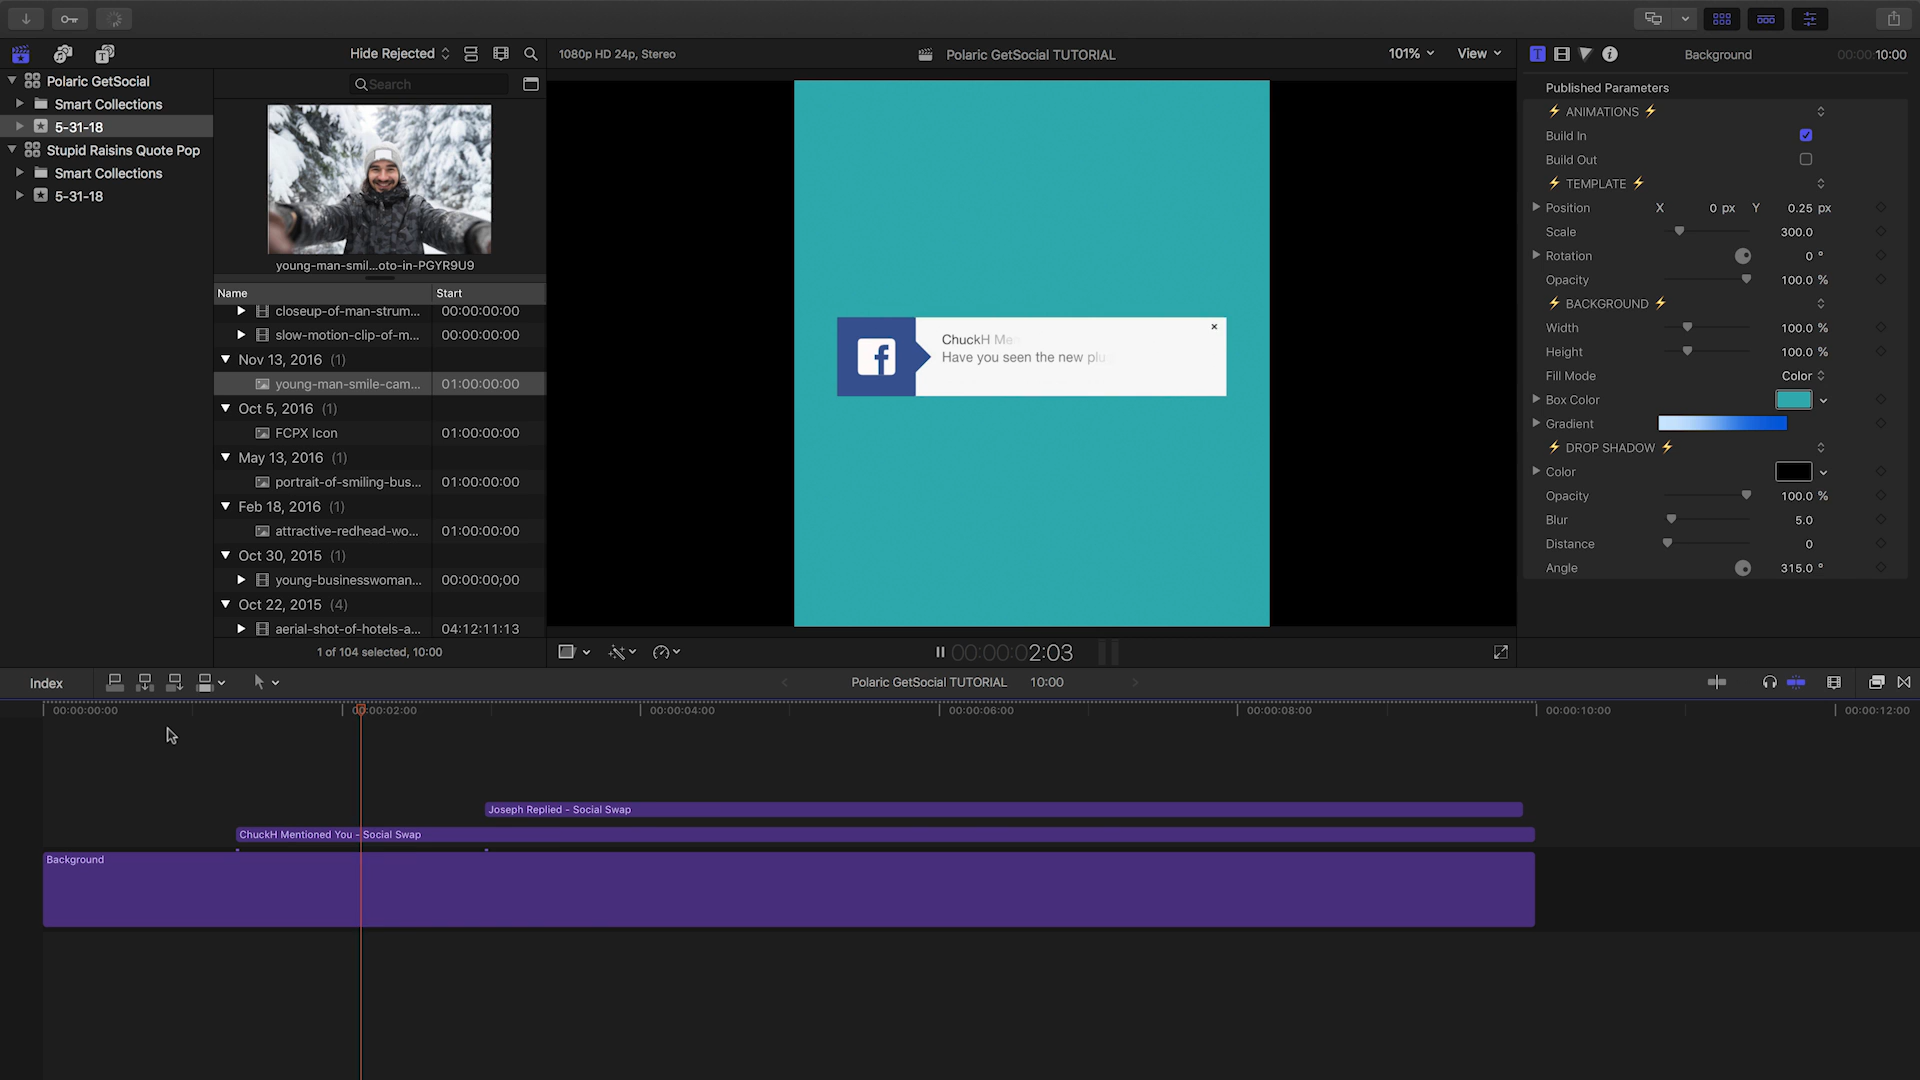 Hide Rejected
1080p HD 24p, Stereo
Polaric GetSocial TUTORIAL
101%
View
T
Background
00:00:10:00
Polaric GetSocial
Smart Collections
5-31-18
Stupid Raisins Quote Pop
Smart Collections
5-31-18
Search
young-man-smil...oto-in-PGYR9U9
Name
Start
closeup-of-man-strum...
00:00:00:00
slow-motion-clip-of-m...
00:00:00:00
Nov 13, 2016 (1)
young-man-smile-cam...
01:00:00:00
Oct 5, 2016 (1)
FCPX Icon
01:00:00:00
May 13, 2016 (1)
portrait-of-smiling-bus...
01:00:00:00
Feb 18, 2016 (1)
attractive-redhead-wo...
01:00:00:00
Oct 30, 2015 (1)
young-businesswoman...
00:00:00;00
Oct 22, 2015 (4)
aerial-shot-of-hotels-a...
04:12:11:13
1 of 104 selected, 10:00
f
ChuckH Me
Have you seen the new plu
00:00:02:03
Published Parameters
⚡ ANIMATIONS ⚡
Build In
Build Out
⚡ TEMPLATE ⚡
Position X 0 px Y 0.25 px
Scale 300.0
Rotation 0 °
Opacity 100.0 %
⚡ BACKGROUND ⚡
Width 100.0 %
Height 100.0 %
Fill Mode Color
Box Color
Gradient
⚡ DROP SHADOW ⚡
Color
Opacity 100.0 %
Blur 5.0
Distance 0
Angle 315.0 °
Index
Polaric GetSocial TUTORIAL 10:00
00:00:00:00
00:00:02:00
00:00:04:00
00:00:06:00
00:00:08:00
00:00:10:00
00:00:12:00
Joseph Replied - Social Swap
ChuckH Mentioned You - Social Swap
Background